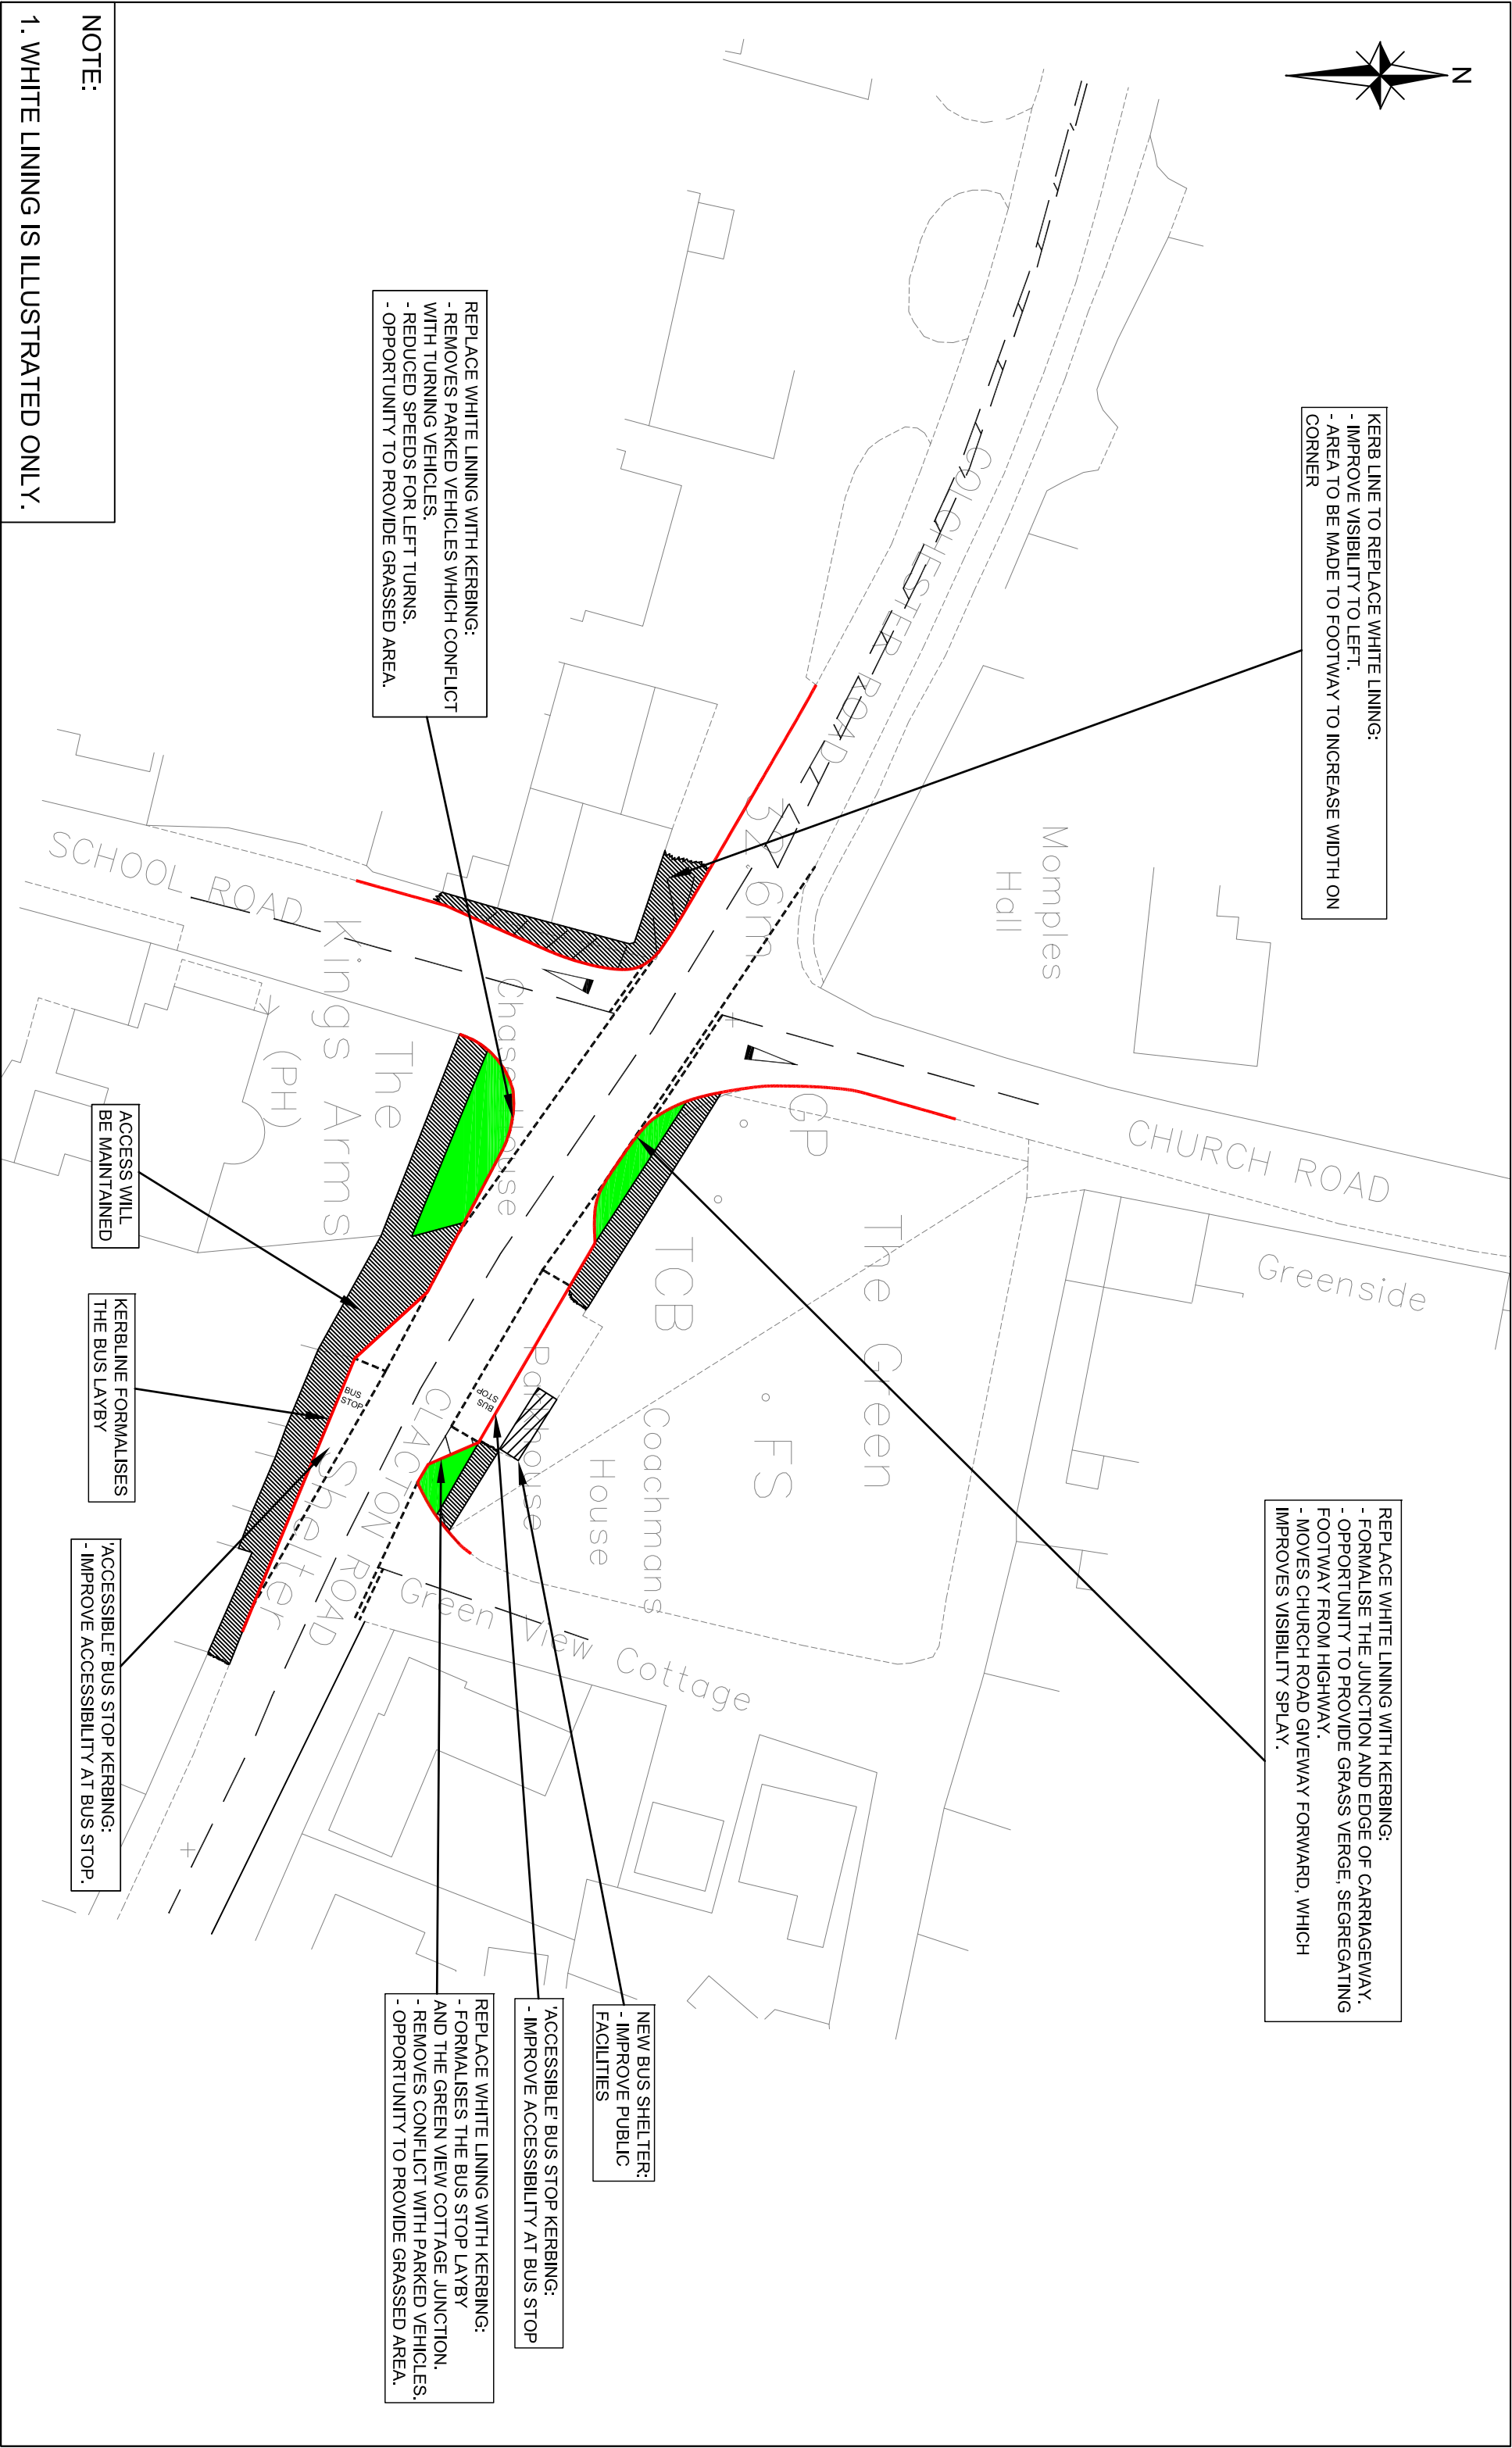 N
KERB LINE TO REPLACE WHITE LINING:
- IMPROVE VISIBILITY TO LEFT.
- AREA TO BE MADE TO FOOTWAY TO INCREASE WIDTH ON
CORNER
REPLACE WHITE LINING WITH KERBING:
- FORMALISE THE JUNCTION AND EDGE OF CARRIAGEWAY.
- OPPORTUNITY TO PROVIDE GRASS VERGE, SEGREGATING
FOOTWAY FROM HIGHWAY.
- MOVES CHURCH ROAD GIVEWAY FORWARD, WHICH
IMPROVES VISIBILITY SPLAY.
COLCHESTER ROAD
32.6m
Momples
Hall
CHURCH ROAD
Greenside
GP
The Green
TCB
FS
Coachmans
House
Parkhouse
Green View Cottage
REPLACE WHITE LINING WITH KERBING:
- REMOVES PARKED VEHICLES WHICH CONFLICT
WITH TURNING VEHICLES.
- REDUCED SPEEDS FOR LEFT TURNS.
- OPPORTUNITY TO PROVIDE GRASSED AREA.
SCHOOL ROAD
Chase House
The
Kings Arms
(PH)
BUS
STOP
BUS
STOP
CLACTON ROAD
Shelter
NEW BUS SHELTER:
- IMPROVE PUBLIC
FACILITIES
'ACCESSIBLE' BUS STOP KERBING:
- IMPROVE ACCESSIBILITY AT BUS STOP
REPLACE WHITE LINING WITH KERBING:
- FORMALISES THE BUS STOP LAYBY
AND THE GREEN VIEW COTTAGE JUNCTION.
- REMOVES CONFLICT WITH PARKED VEHICLES.
- OPPORTUNITY TO PROVIDE GRASSED AREA.
ACCESS WILL
BE MAINTAINED
KERBLINE FORMALISES
THE BUS LAYBY
'ACCESSIBLE' BUS STOP KERBING:
- IMPROVE ACCESSIBILITY AT BUS STOP.
NOTE:
1. WHITE LINING IS ILLUSTRATED ONLY.